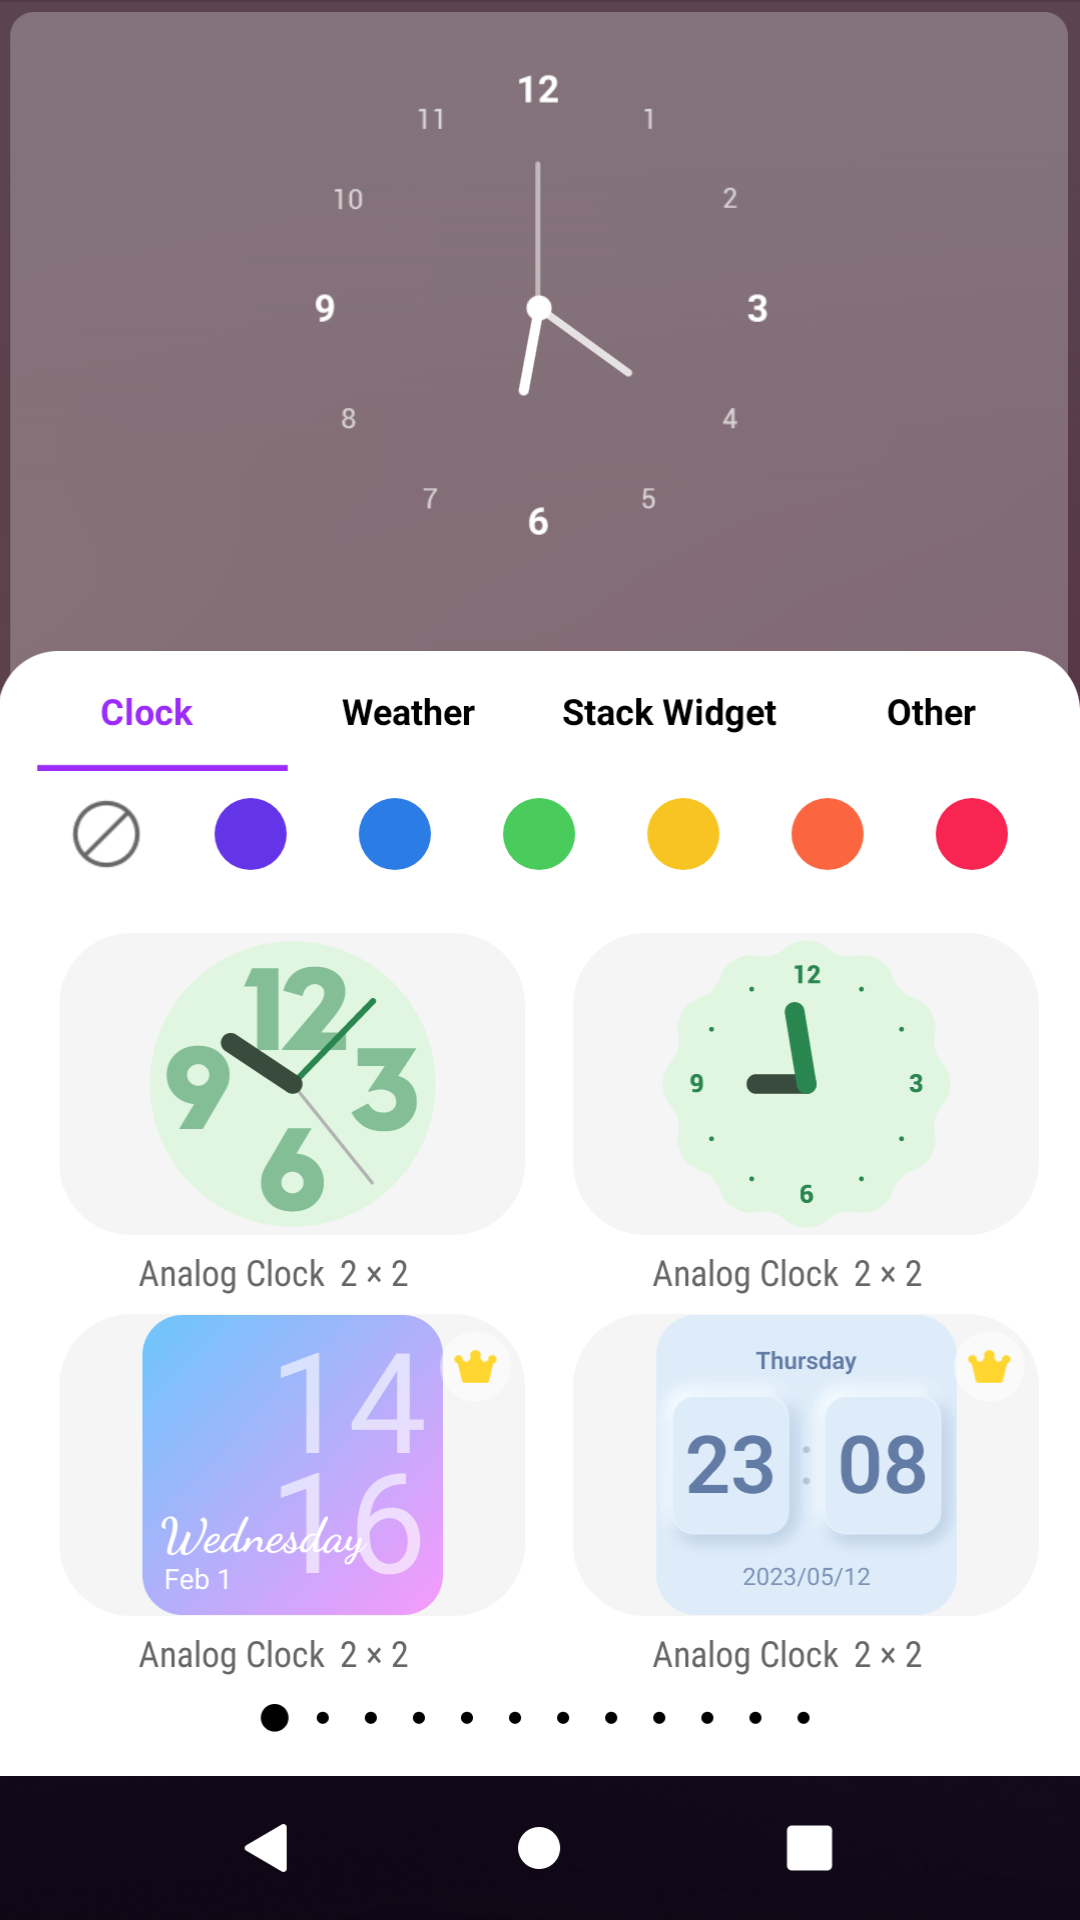 12
11 1
10 2
9 3
8 4
7 5
6
Clock Weather Stack Widget Other
12
9 3
6
12
9 3
6
Analog Clock 2 × 2
Analog Clock 2 × 2
14
16
Wednesday
Feb 1
Thursday
23 : 08
2023/05/12
Analog Clock 2 × 2
Analog Clock 2 × 2